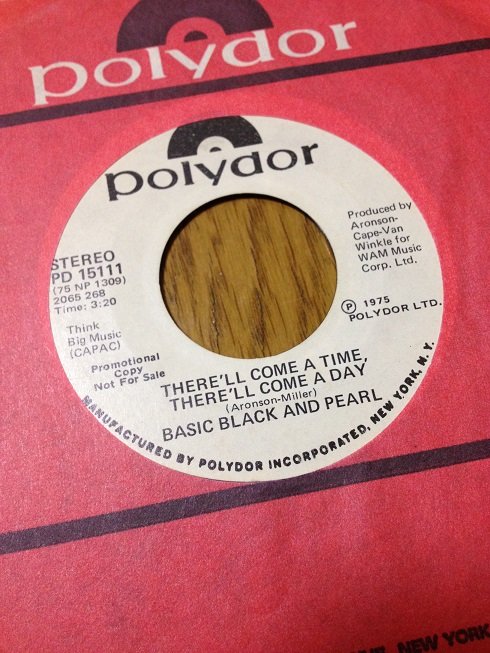 polydor
polydor
STEREO
PD 15111
(75 NP 1309)
2065 268
Time: 3:20
Think
Big Music
(CAPAC)
Promotional
Copy
Not For Sale
Produced by
Aronson-
Cape-Van
Winkle for
WAM Music
Corp. Ltd.
℗ 1975
POLYDOR LTD.
THERE'LL COME A TIME,
THERE'LL COME A DAY
(Aronson-Miller)
BASIC BLACK AND PEARL
MANUFACTURED BY POLYDOR INCORPORATED, NEW YORK, N.Y.
NEW YORK